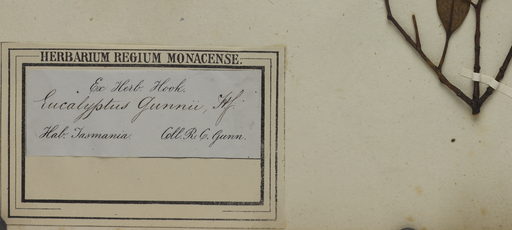 HERBARIUM REGIUM MONACENSE.
Ex Herb. Hook.
Eucalyptus Gunnii, Hf.
Hab: Tasmania. Coll. R. C. Gunn.